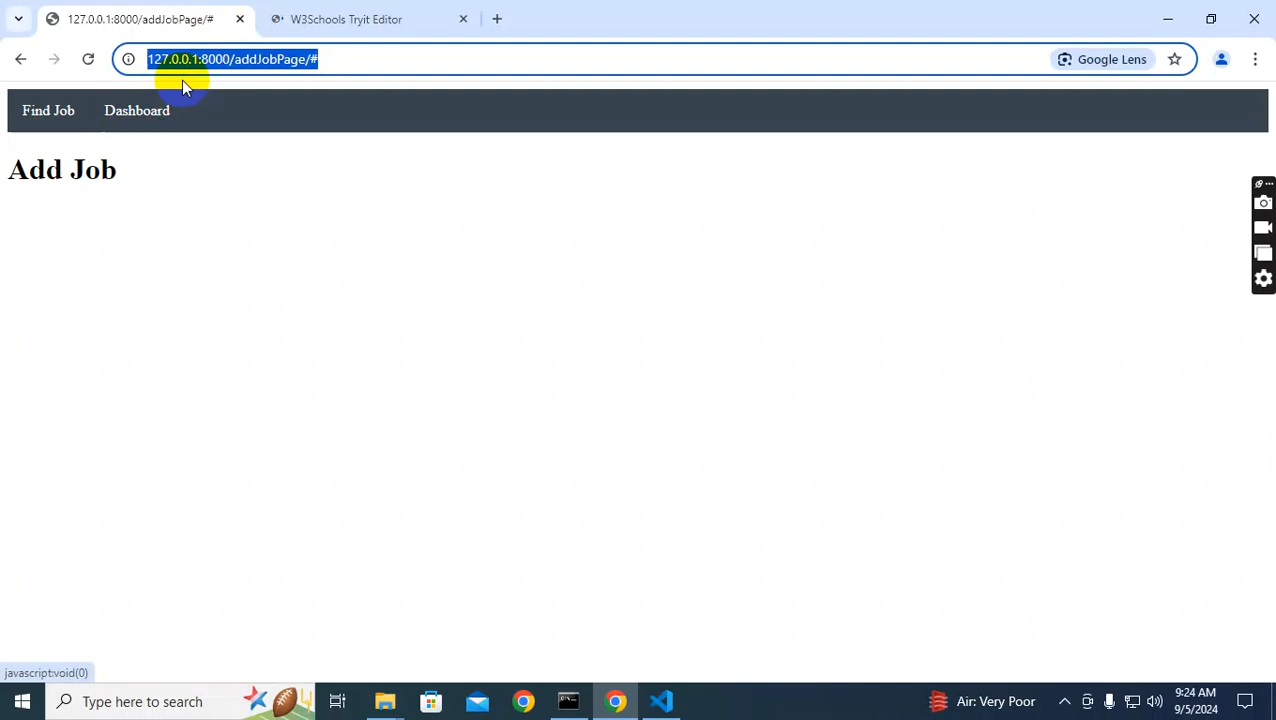 127.0.0.1:8000/addJobPage/#
W3Schools Tryit Editor
127.0.0.1:8000/addJobPage/#
Google Lens
Find Job
Dashboard
Add Job
javascript:void(0)
Type here to search
Air: Very Poor
9:24 AM
9/5/2024